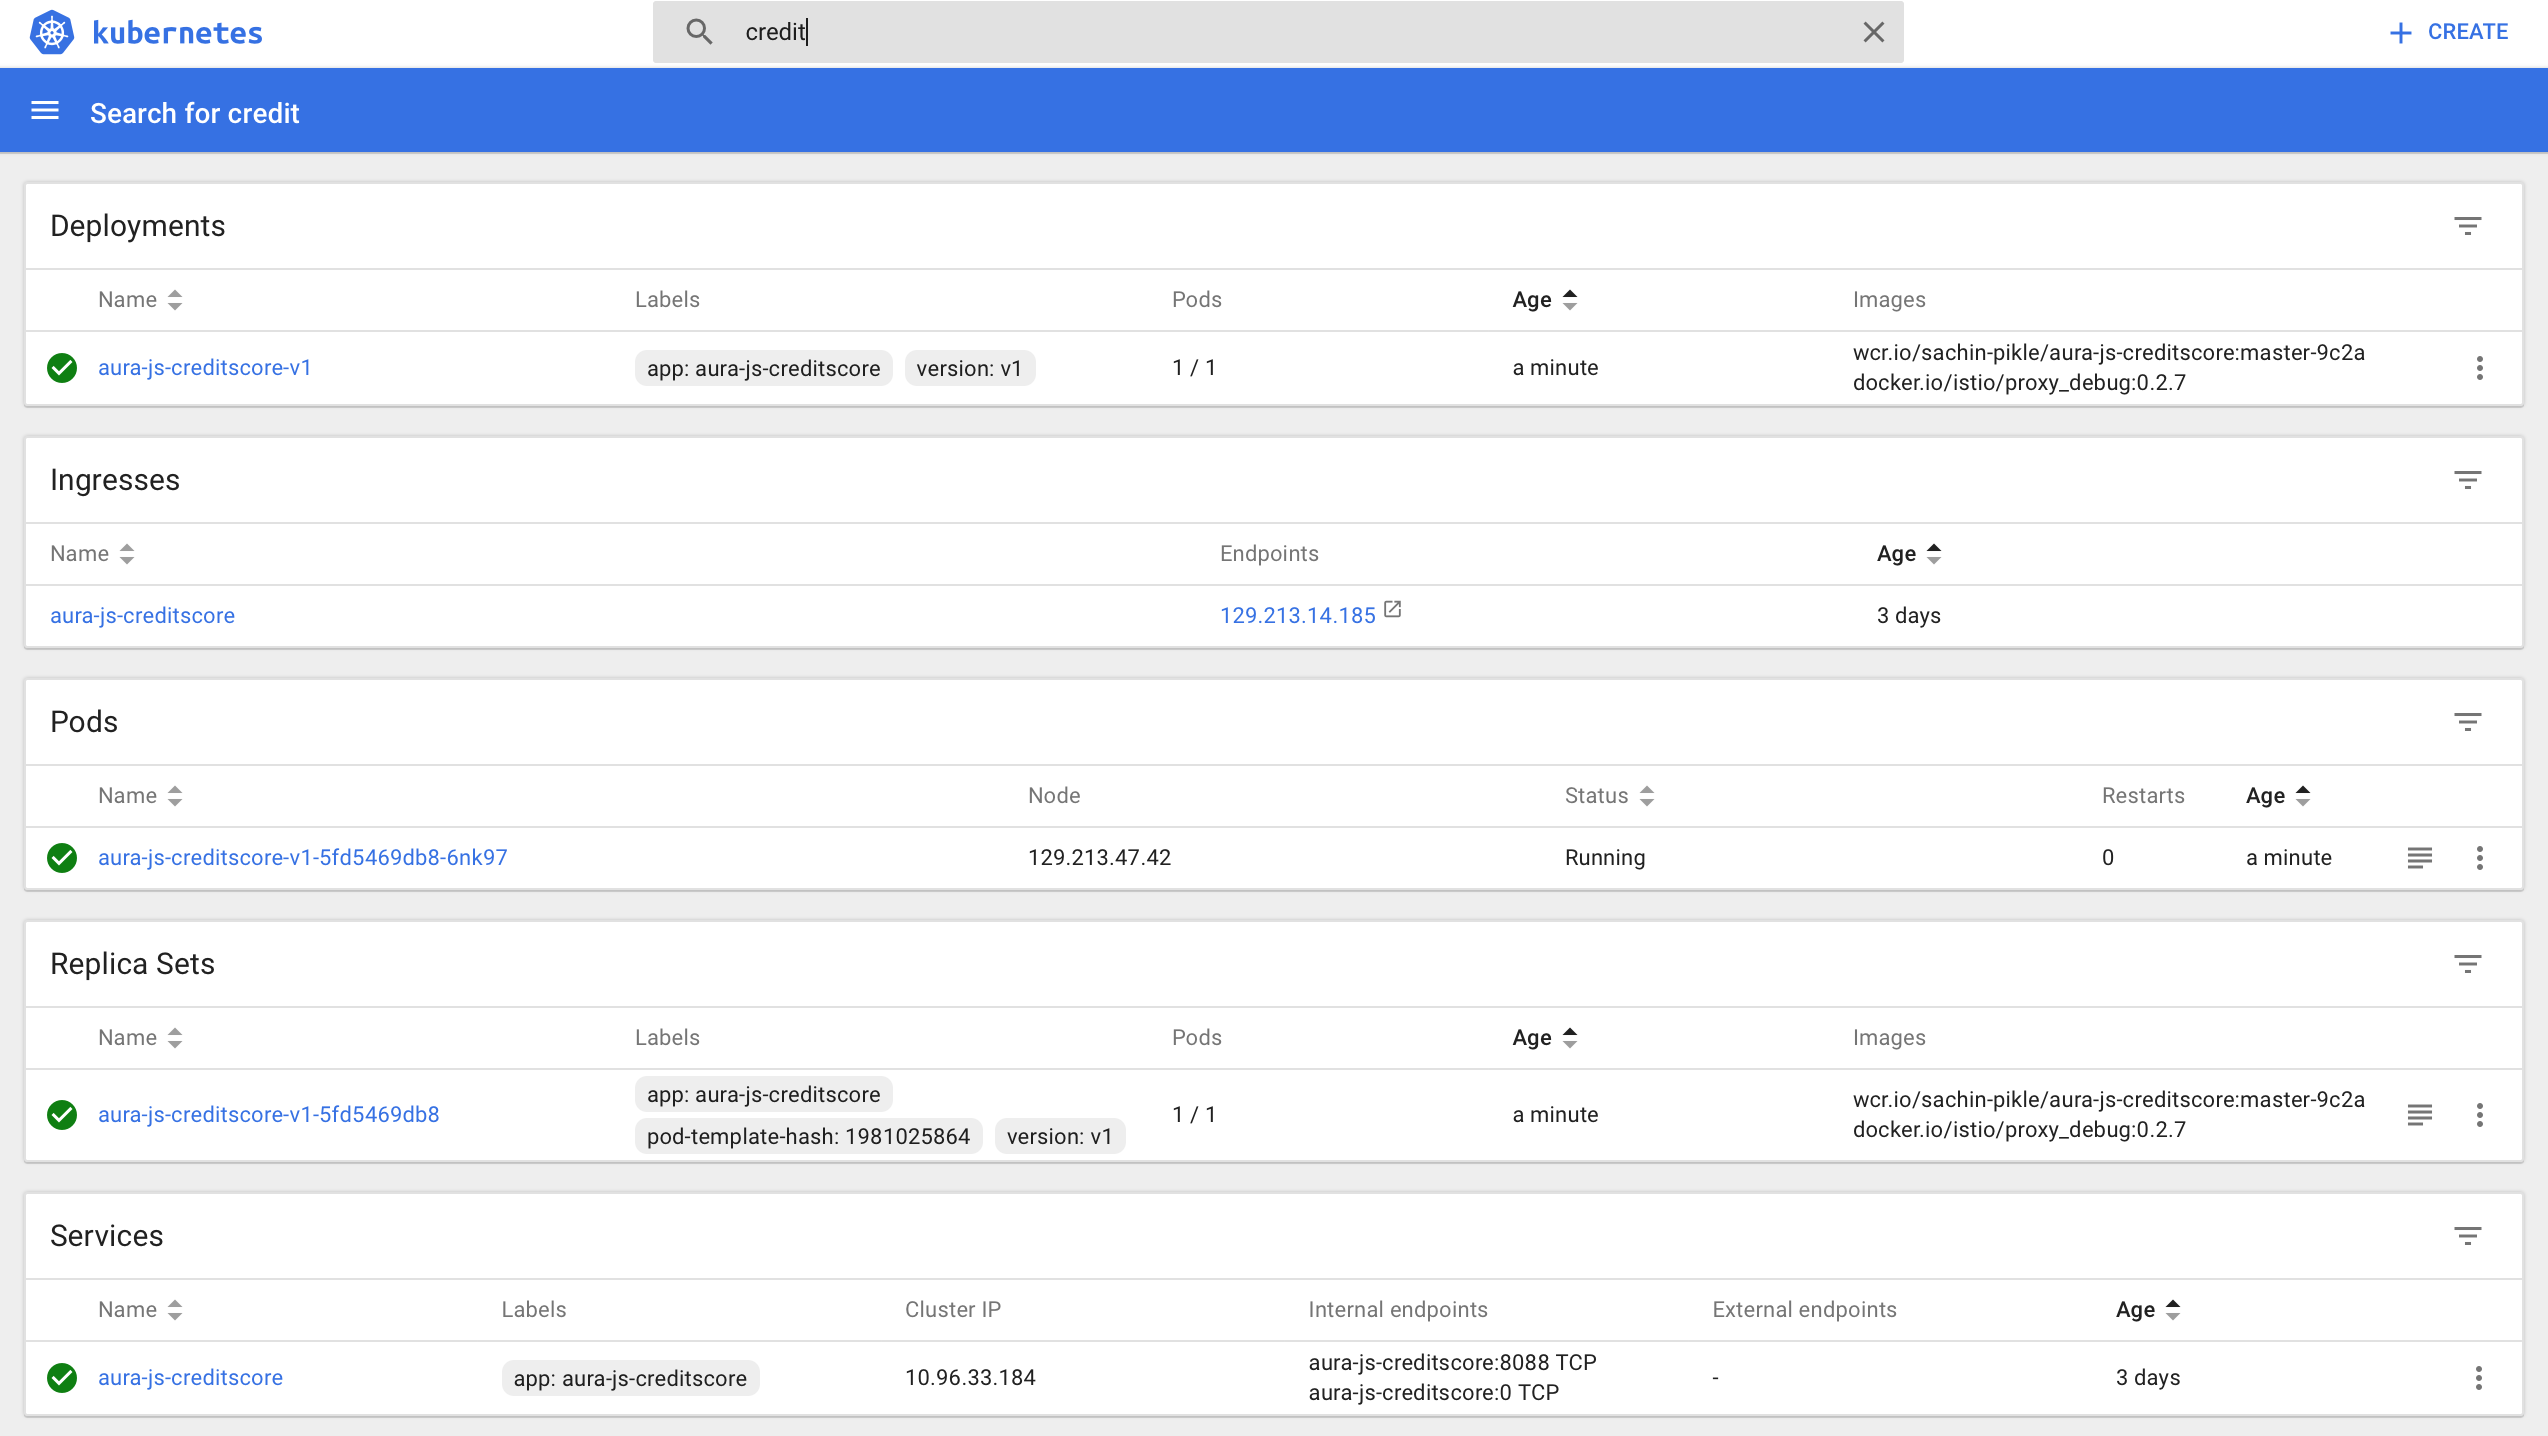 kubernetes
credit
CREATE
Search for credit
Deployments
Name Labels Pods Age Images
aura-js-creditscore-v1 app: aura-js-creditscore version: v1 1 / 1 a minute wcr.io/sachin-pikle/aura-js-creditscore:master-9c2a
docker.io/istio/proxy_debug:0.2.7
Ingresses
Name Endpoints Age
aura-js-creditscore 129.213.14.185 3 days
Pods
Name Node Status Restarts Age
aura-js-creditscore-v1-5fd5469db8-6nk97 129.213.47.42 Running 0 a minute
Replica Sets
Name Labels Pods Age Images
aura-js-creditscore-v1-5fd5469db8 app: aura-js-creditscore 1 / 1 a minute wcr.io/sachin-pikle/aura-js-creditscore:master-9c2a
pod-template-hash: 1981025864 version: v1 docker.io/istio/proxy_debug:0.2.7
Services
Name Labels Cluster IP Internal endpoints External endpoints Age
aura-js-creditscore app: aura-js-creditscore 10.96.33.184 aura-js-creditscore:8088 TCP - 3 days
aura-js-creditscore:0 TCP